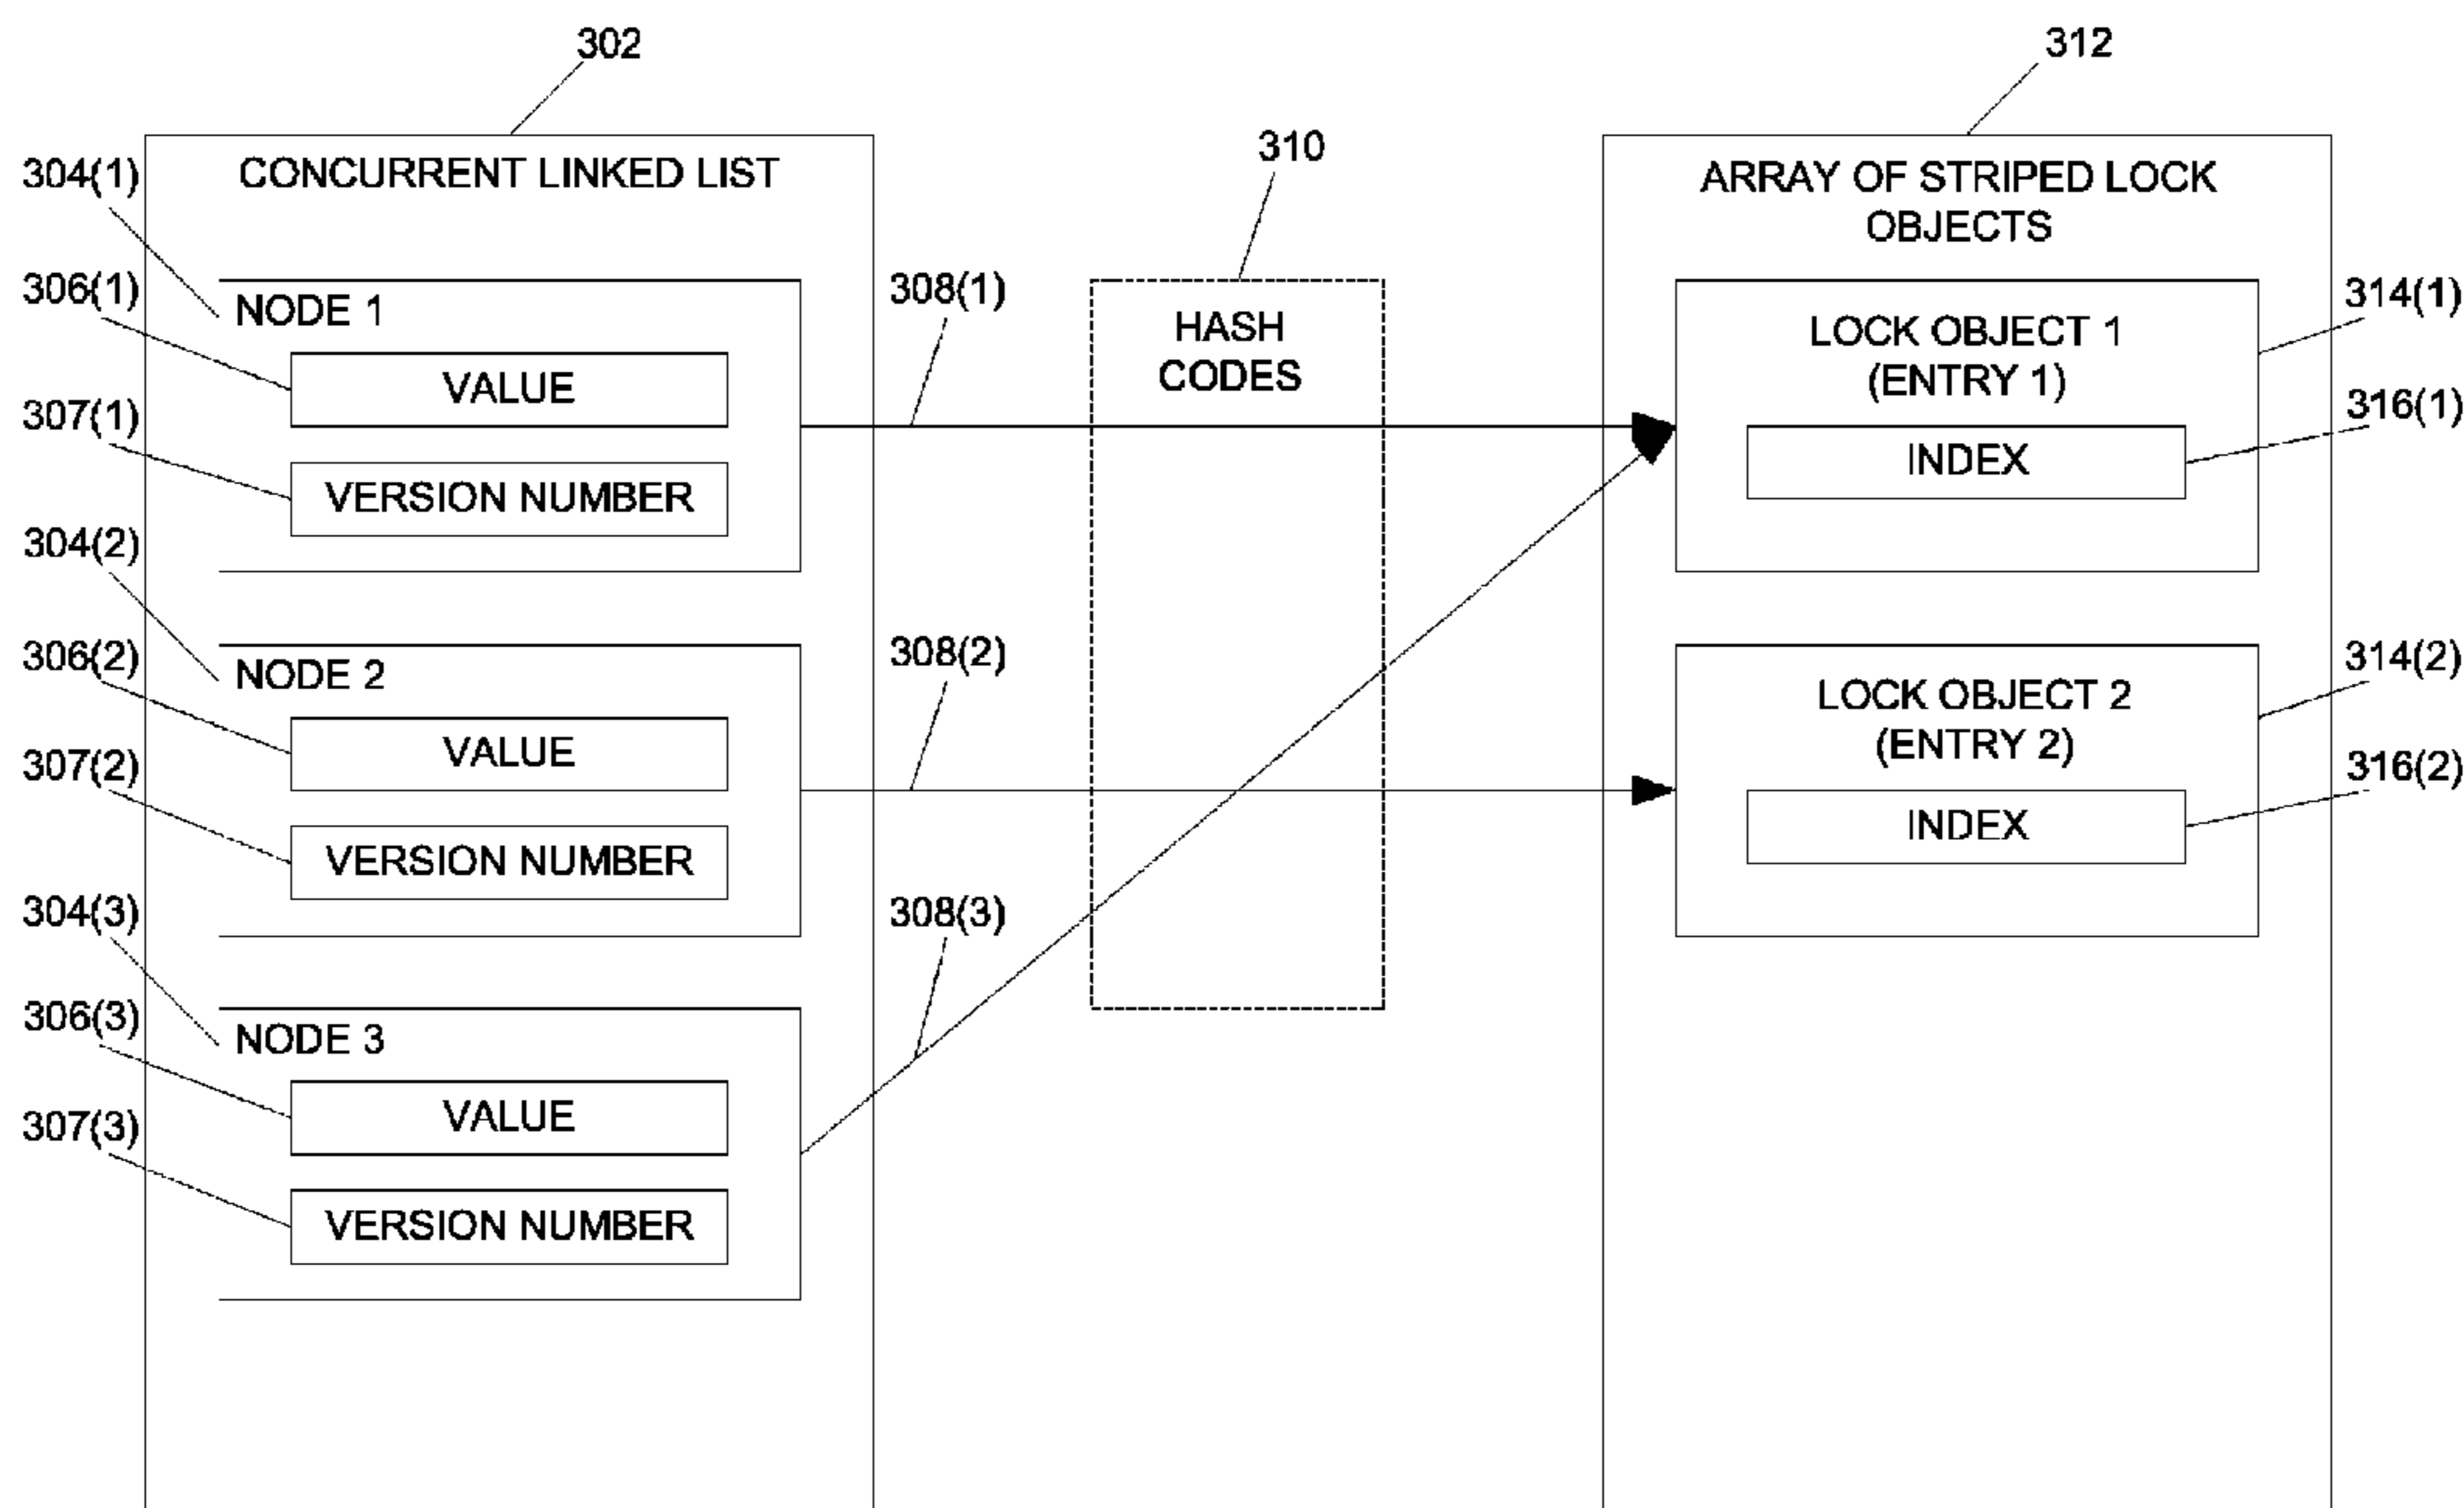 302
312
310
304(1)
CONCURRENT LINKED LIST
ARRAY OF STRIPED LOCK
OBJECTS
306(1)
NODE 1
308(1)
HASH
CODES
314(1)
LOCK OBJECT 1
(ENTRY 1)
VALUE
307(1)
316(1)
INDEX
VERSION NUMBER
304(2)
306(2)
NODE 2
308(2)
314(2)
LOCK OBJECT 2
(ENTRY 2)
VALUE
307(2)
316(2)
INDEX
VERSION NUMBER
304(3)
308(3)
306(3)
NODE 3
VALUE
307(3)
VERSION NUMBER